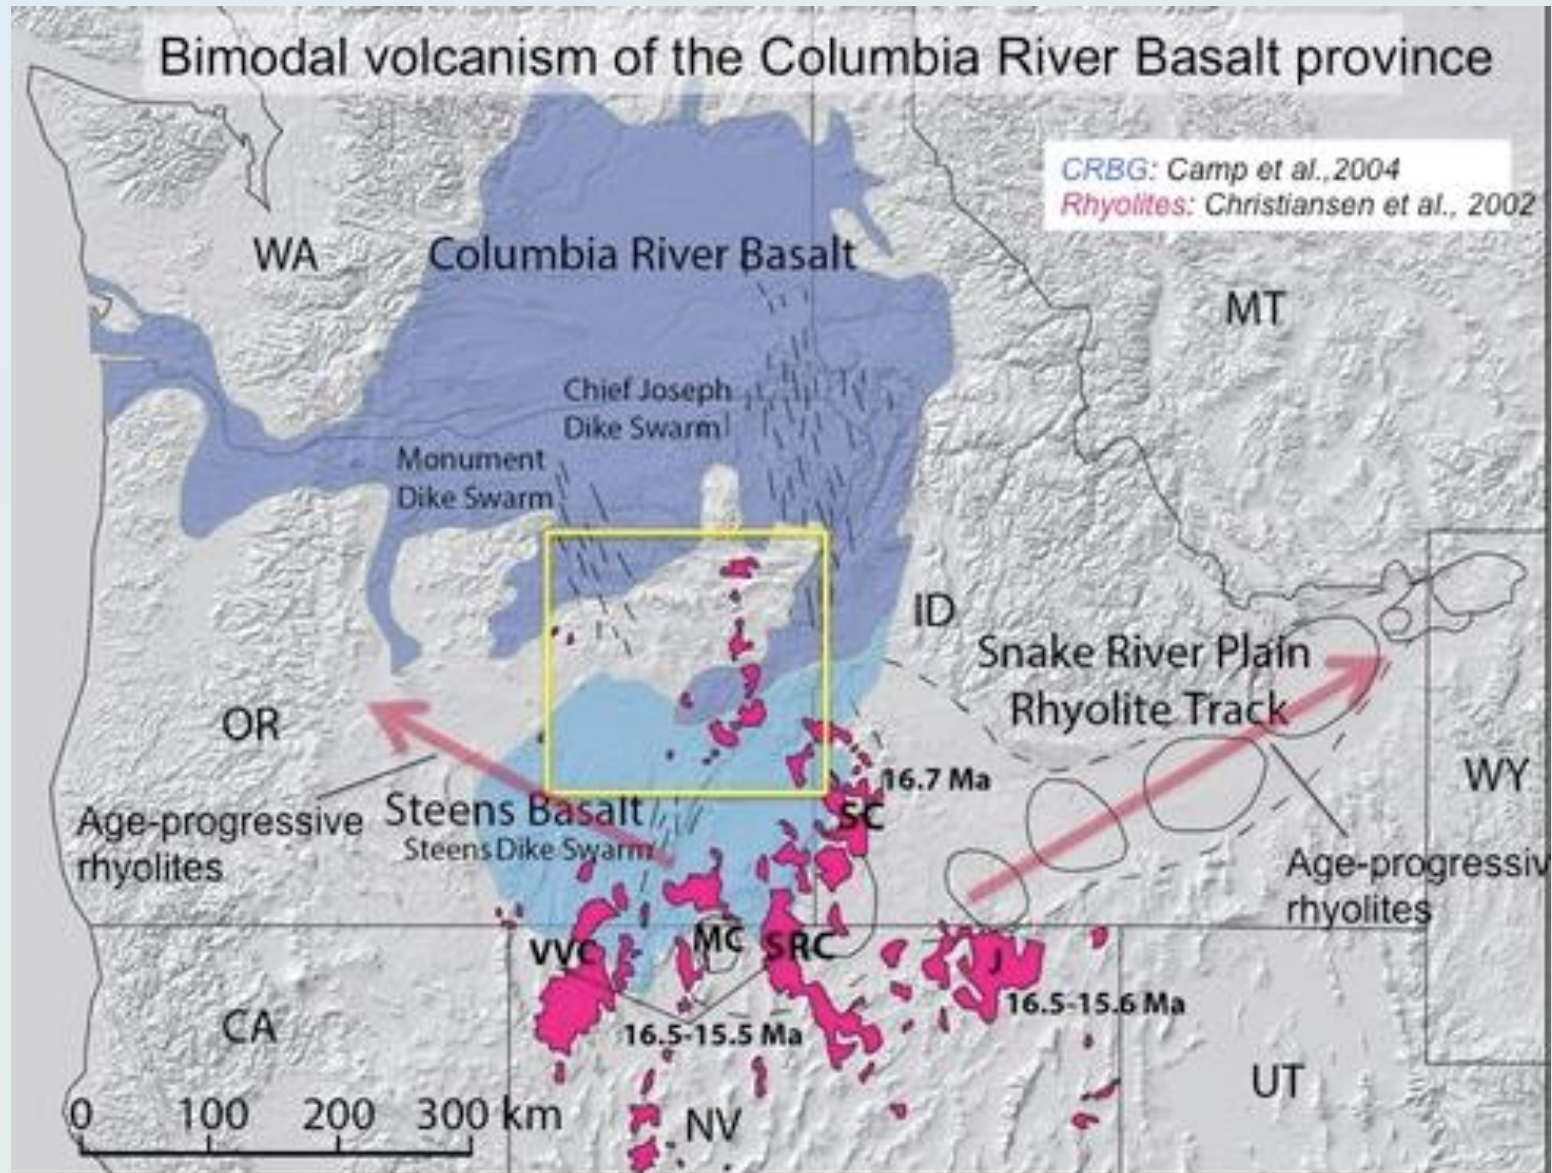 Bimodal volcanism of the Columbia River Basalt province
CRBG: Camp et al.,2004
Rhyolites: Christiansen et al., 2002
WA
Columbia River Basalt
MT
Chief Joseph
Dike Swarm
Monument
Dike Swarm
ID
Snake River Plain
Rhyolite Track
OR
WY
16.7 Ma
SC
Age-progressive
rhyolites
Steens Basalt
Steens Dike Swarm
Age-progressiv
rhyolites
VVC
MC
SRC
J
16.5-15.6 Ma
16.5-15.5 Ma
CA
UT
NV
0 100 200 300 km